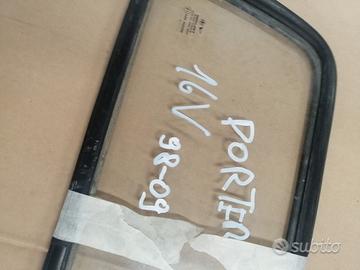 PORTER
16V
98-09
subito